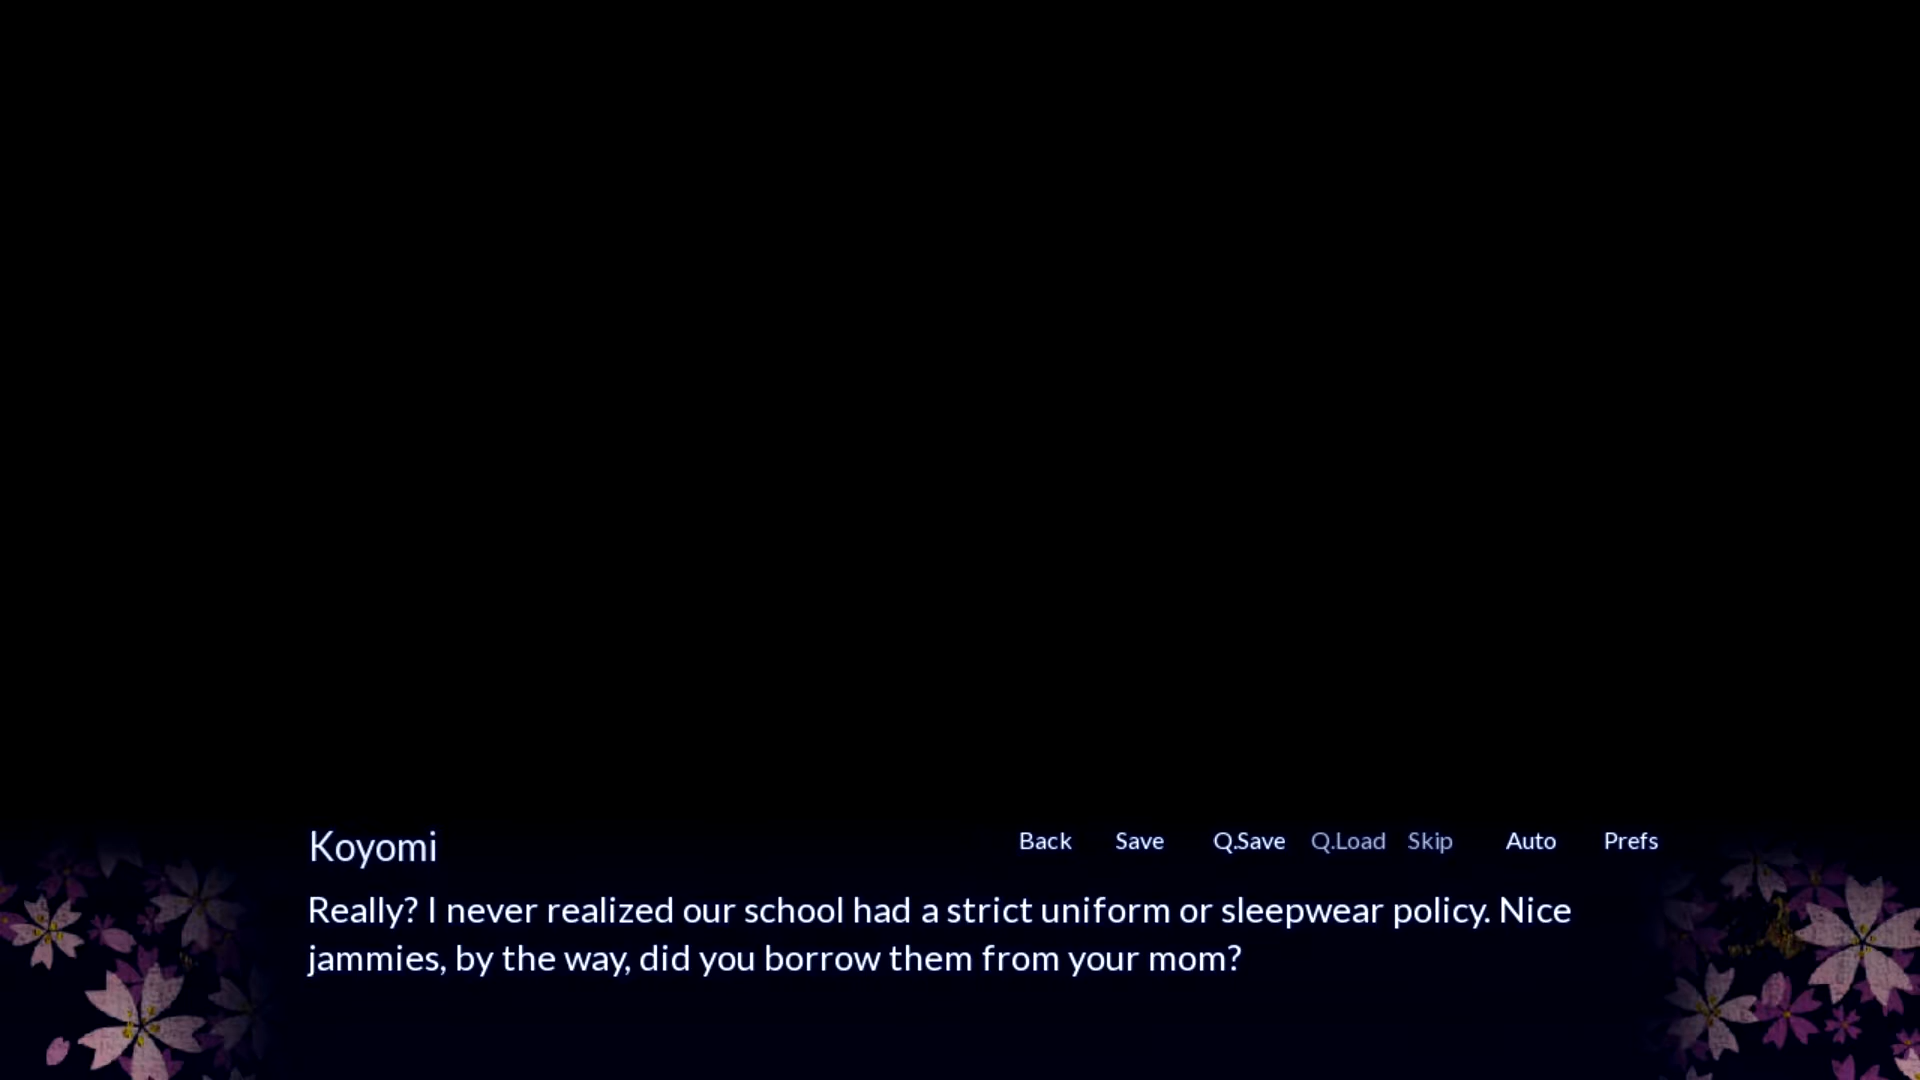 Koyomi
Back Save Q.Save Q.Load Skip Auto Prefs
Really? I never realized our school had a strict uniform or sleepwear policy. Nice
jammies, by the way, did you borrow them from your mom?